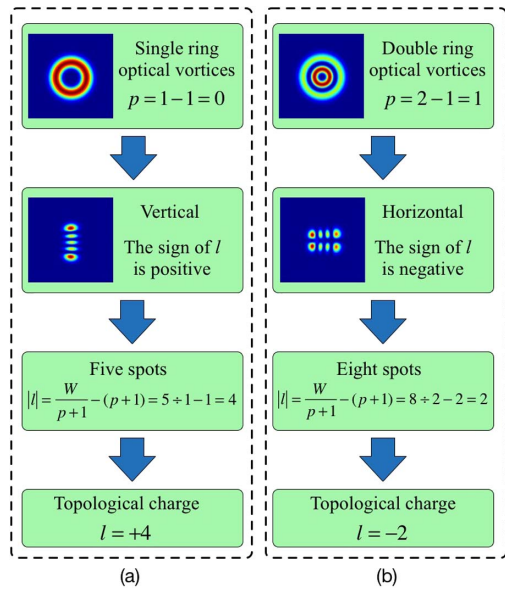 Single ring
optical vortices
p = 1 − 1 = 0
Vertical
The sign of l
is positive
Five spots
|l| = W/(p+1) − (p+1) = 5 ÷ 1 − 1 = 4
Topological charge
l = +4
(a)
Double ring
optical vortices
p = 2 − 1 = 1
Horizontal
The sign of l
is negative
Eight spots
|l| = W/(p+1) − (p+1) = 8 ÷ 2 − 2 = 2
Topological charge
l = −2
(b)